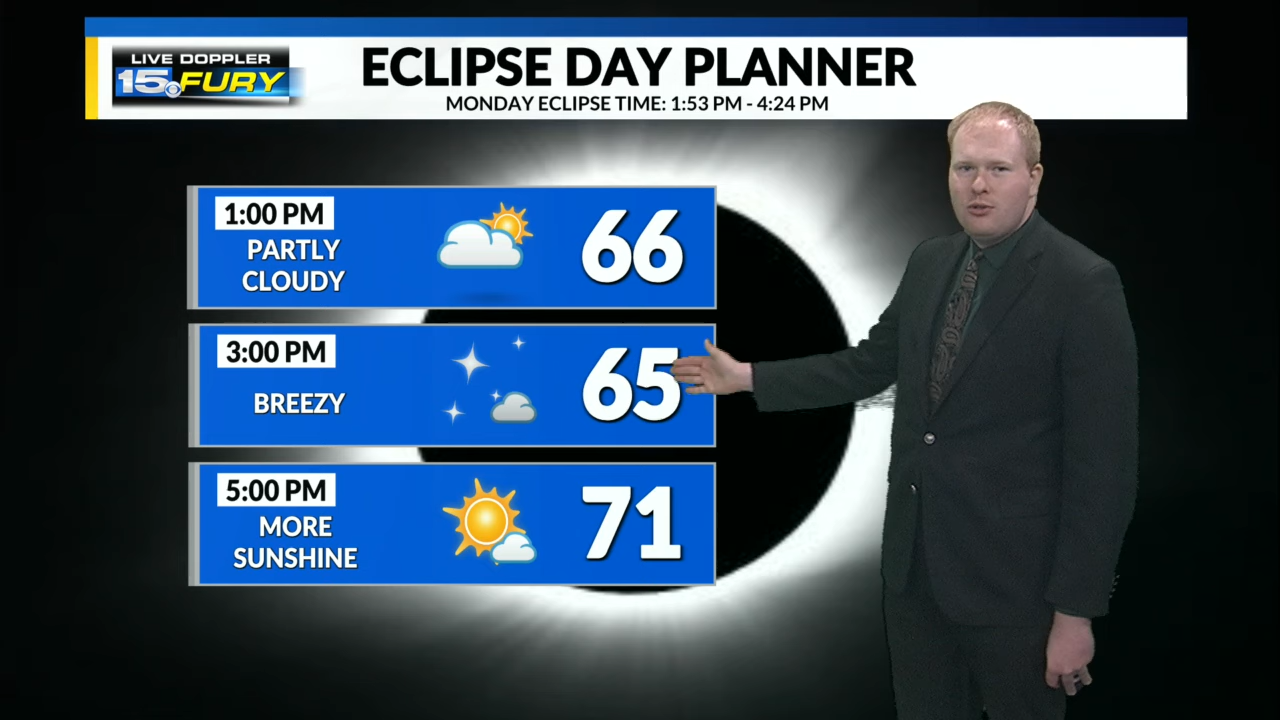 LIVE DOPPLER
15 FURY
ECLIPSE DAY PLANNER
MONDAY ECLIPSE TIME: 1:53 PM - 4:24 PM
1:00 PM
PARTLY
CLOUDY
66
3:00 PM
BREEZY
65
5:00 PM
MORE
SUNSHINE
71